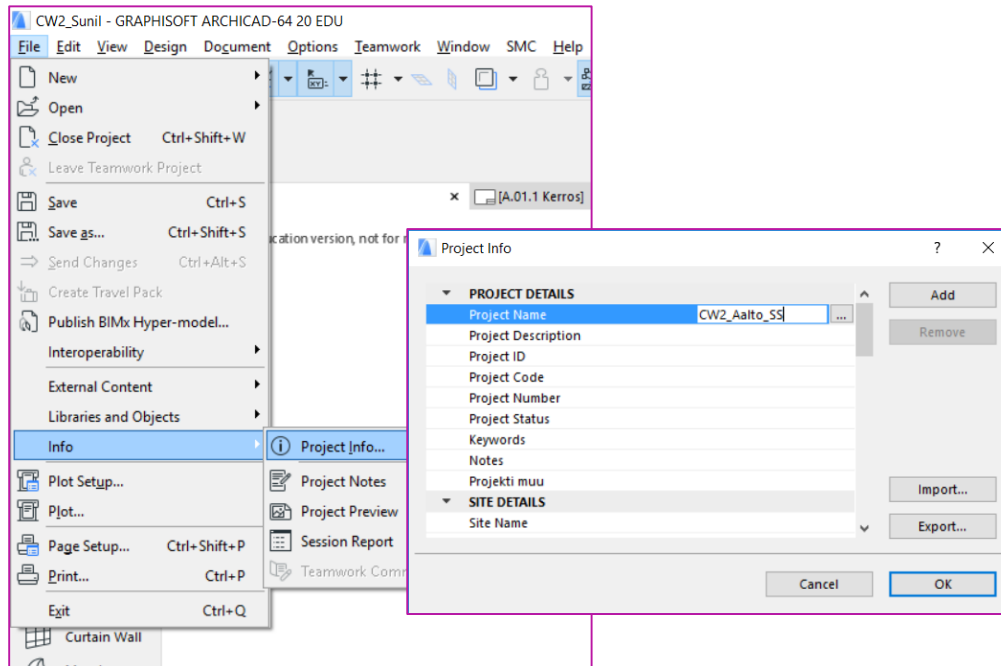 CW2_Sunil - GRAPHISOFT ARCHICAD-64 20 EDU
File Edit View Design Document Options Teamwork Window SMC Help
New
Open
Close Project Ctrl+Shift+W
Leave Teamwork Project
Save Ctrl+S
Save as... Ctrl+Shift+S
Send Changes Ctrl+Alt+S
Create Travel Pack
Publish BIMx Hyper-model...
Interoperability
External Content
Libraries and Objects
Info
Plot Setup...
Plot...
Page Setup... Ctrl+Shift+P
Print... Ctrl+P
Exit Ctrl+Q
Curtain Wall
XY:
[A.01.1 Kerros]
version, not for
Project Info...
Project Notes
Project Preview
Session Report
Teamwork
Project Info
PROJECT DETAILS
Project Name CW2_Aalto_SS ...
Project Description
Project ID
Project Code
Project Number
Project Status
Keywords
Notes
Projekti muu
SITE DETAILS
Site Name
Add
Remove
Import...
Export...
Cancel OK